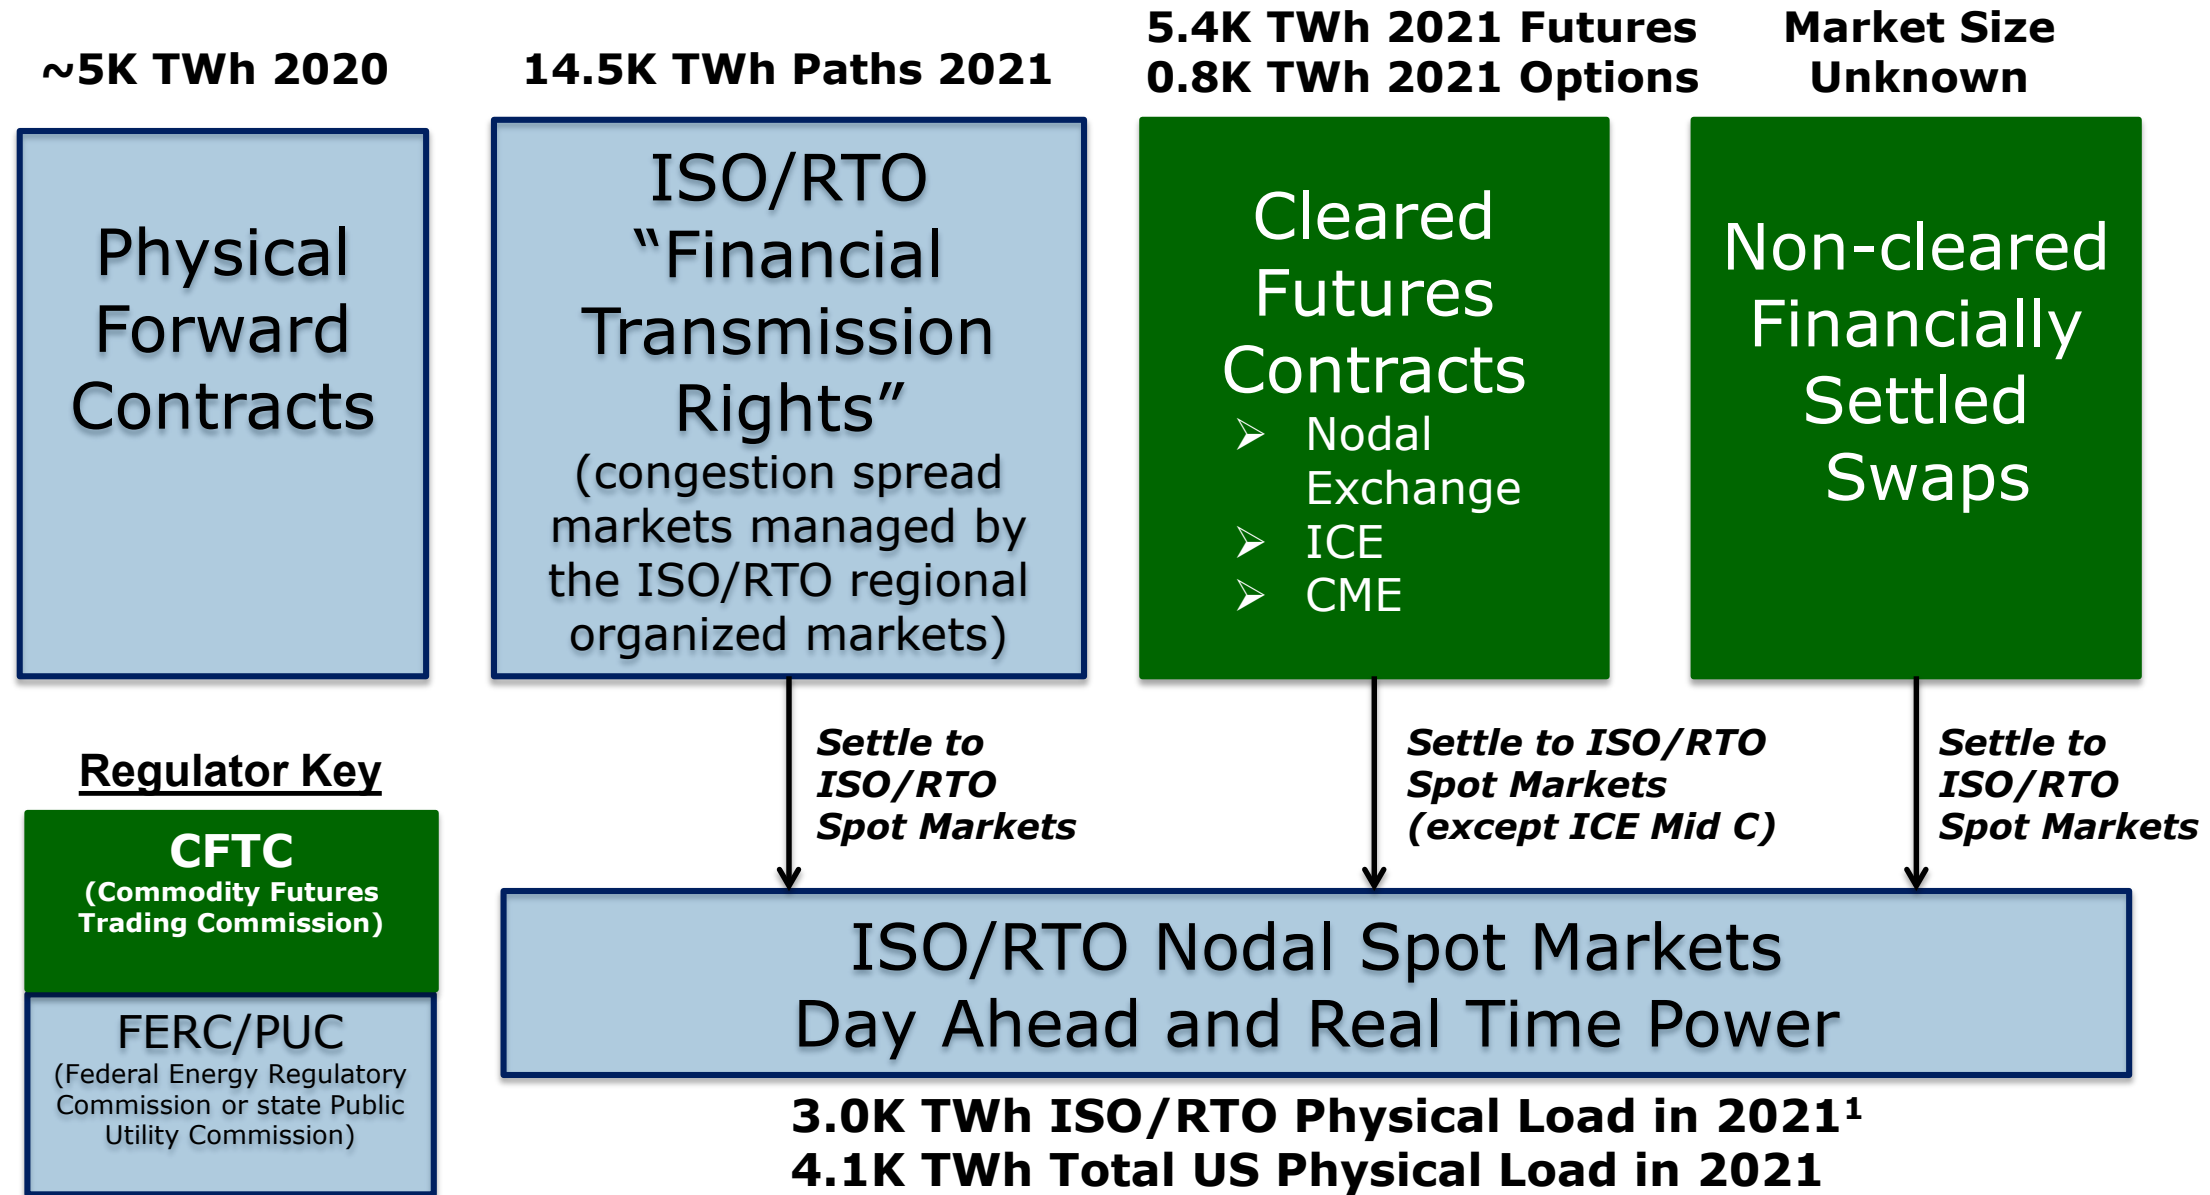 ~5K TWh 2020
14.5K TWh Paths 2021
5.4K TWh 2021 Futures
0.8K TWh 2021 Options
Market Size
Unknown
Physical
Forward
Contracts
ISO/RTO
“Financial
Transmission
Rights”
(congestion spread
markets managed by
the ISO/RTO regional
organized markets)
Cleared
Futures
Contracts
➢ Nodal
Exchange
➢ ICE
➢ CME
Non-cleared
Financially
Settled
Swaps
Settle to
ISO/RTO
Spot Markets
Settle to ISO/RTO
Spot Markets
(except ICE Mid C)
Settle to
ISO/RTO
Spot Markets
Regulator Key
CFTC
(Commodity Futures
Trading Commission)
FERC/PUC
(Federal Energy Regulatory
Commission or state Public
Utility Commission)
ISO/RTO Nodal Spot Markets
Day Ahead and Real Time Power
3.0K TWh ISO/RTO Physical Load in 2021¹
4.1K TWh Total US Physical Load in 2021